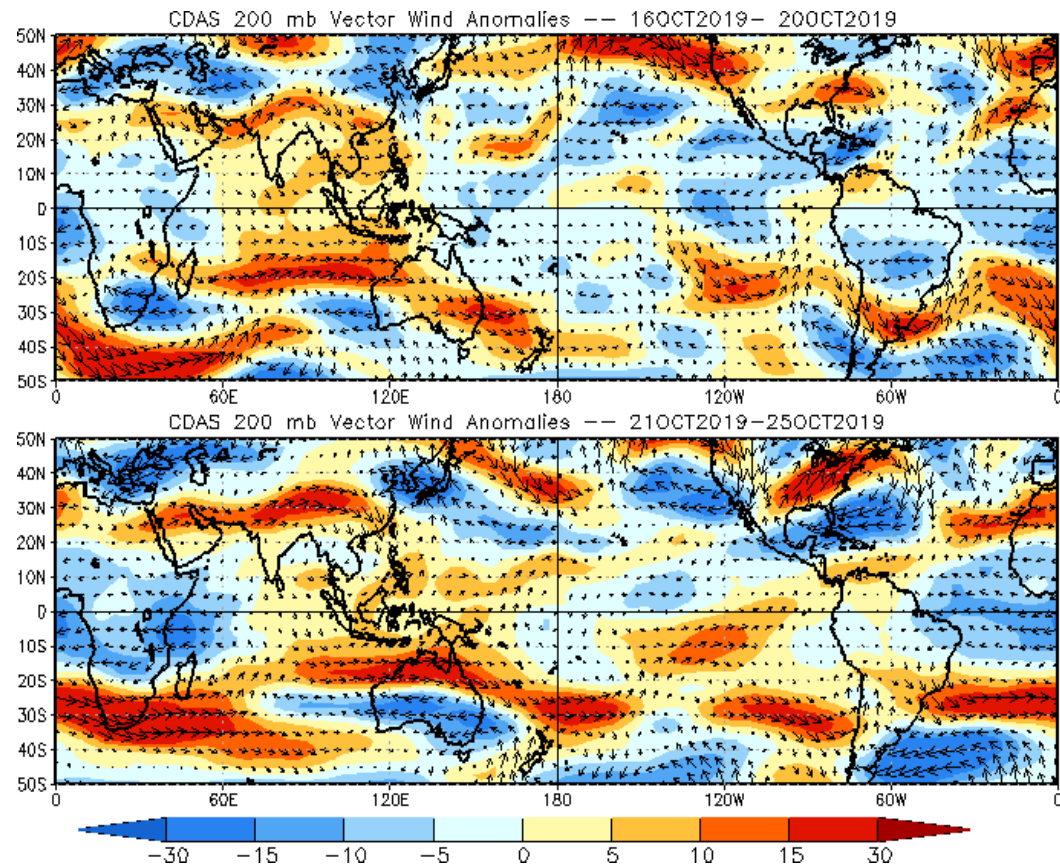 CDAS 200 mb Vector Wind Anomalies -- 16OCT2019- 20OCT2019
50N
40N
30N
20N
10N
0
10S
20S
30S
40S
50S
0 60E 120E 180 120W 60W 0
CDAS 200 mb Vector Wind Anomalies -- 21OCT2019-25OCT2019
50N
40N
30N
20N
10N
0
10S
20S
30S
40S
50S
0 60E 120E 180 120W 60W 0
-30 -15 -10 -5 0 5 10 15 30